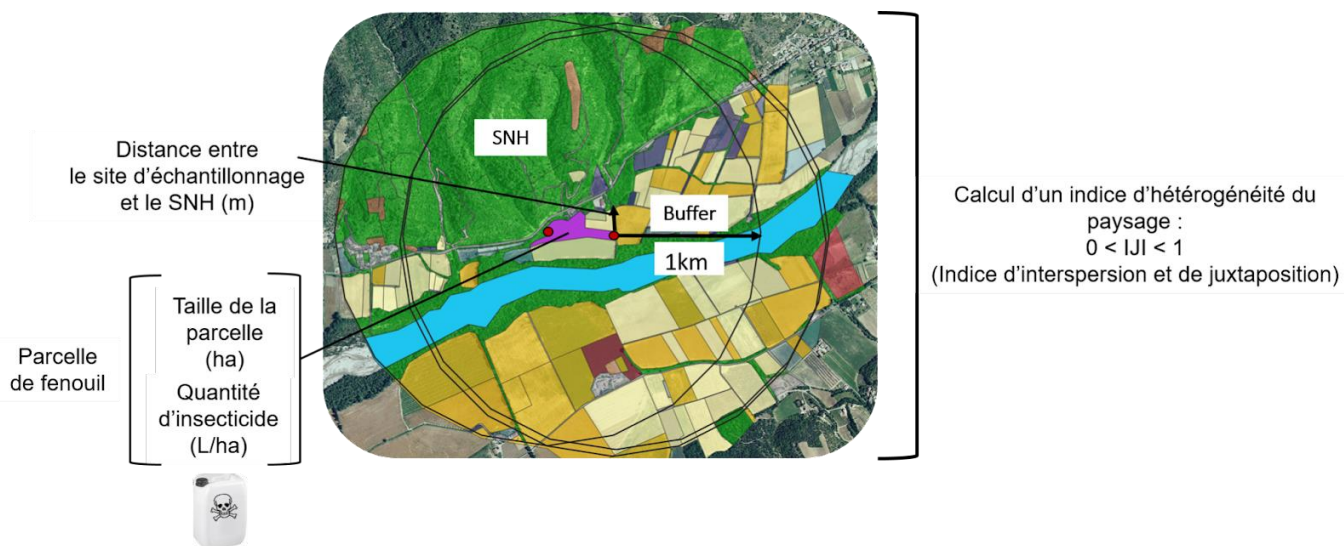 Distance entre
le site d'échantillonnage
et le SNH (m)
SNH
Buffer
1km
Parcelle
de fenouil
Taille de la
parcelle
(ha)
Quantité
d'insecticide
(L/ha)
Calcul d'un indice d'hétérogénéité du
paysage :
0 < IJI < 1
(Indice d'interspersion et de juxtaposition)